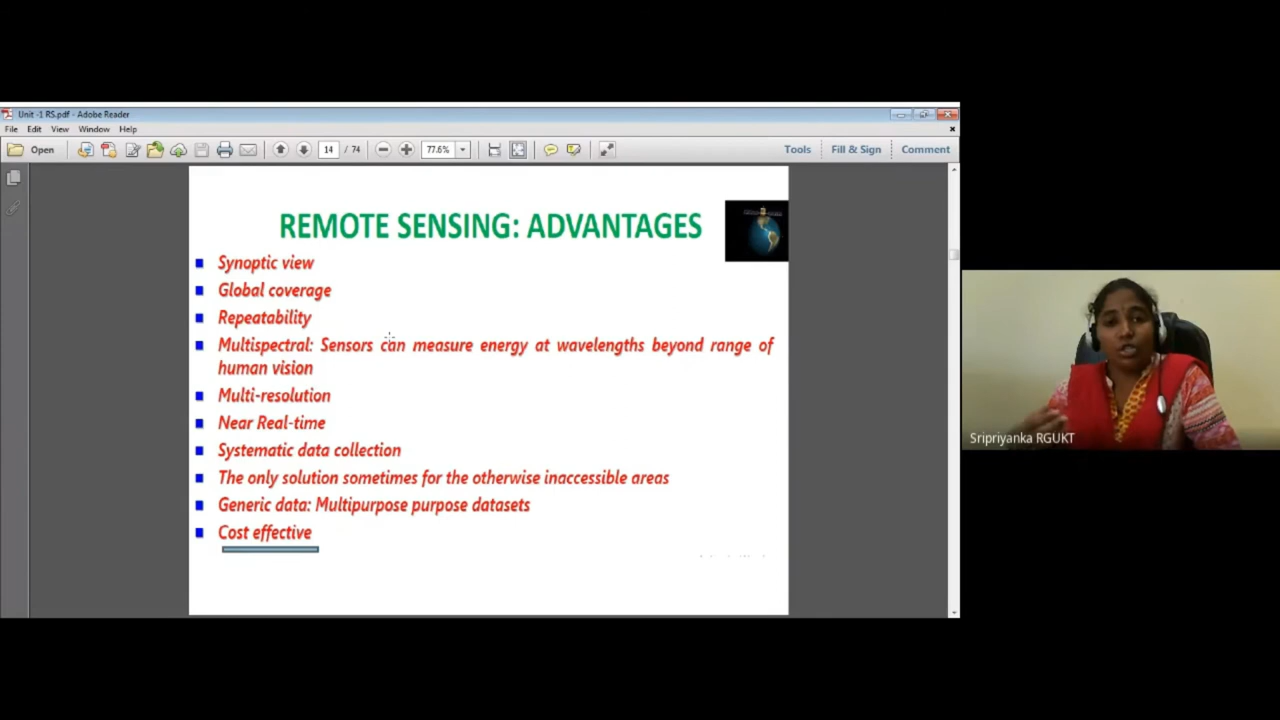 Unit -1 RS.pdf - Adobe Reader
File Edit View Window Help
Open 14 / 74 77.6% Tools Fill & Sign Comment
REMOTE SENSING: ADVANTAGES
Synoptic view
Global coverage
Repeatability
Multispectral: Sensors can measure energy at wavelengths beyond range of
human vision
Multi-resolution
Near Real-time
Systematic data collection
The only solution sometimes for the otherwise inaccessible areas
Generic data: Multipurpose purpose datasets
Cost effective
Sripriyanka RGUKT